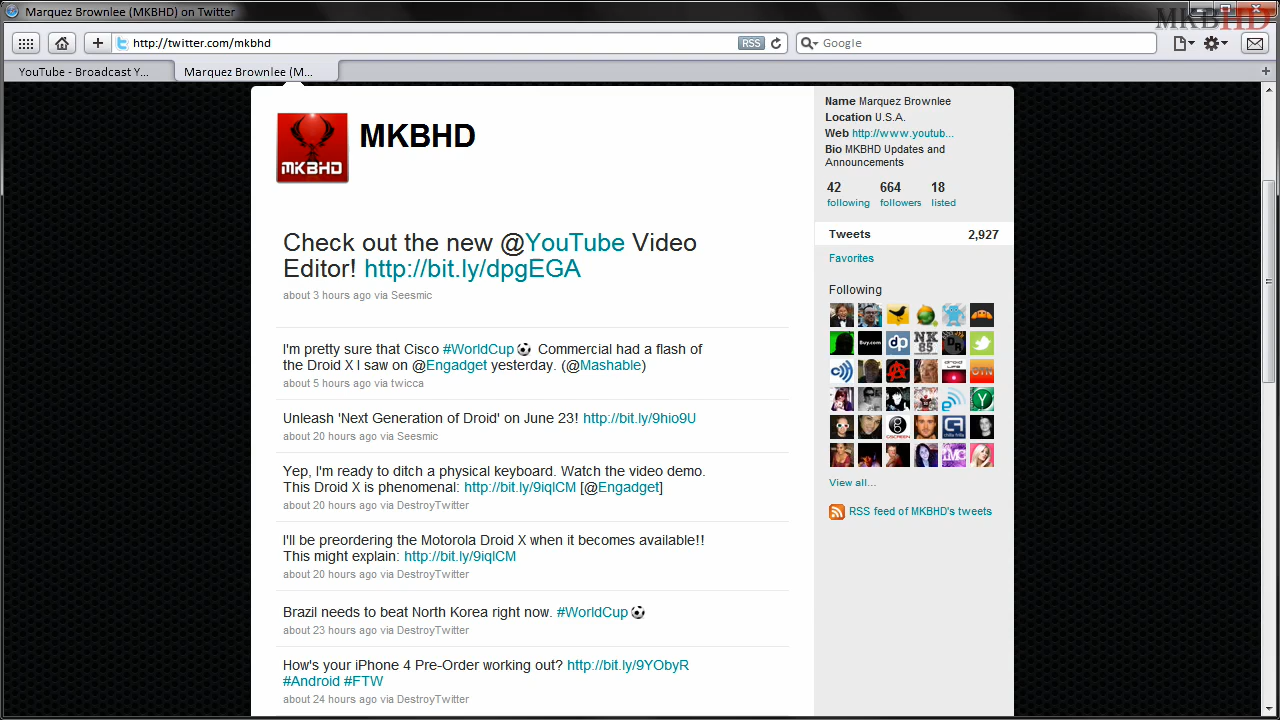 Marquez Brownlee (MKBHD) on Twitter
MKBHD
http://twitter.com/mkbhd
RSS
Google
YouTube - Broadcast Y...
Marquez Brownlee (M...
MKBHD
MKBHD
Check out the new @YouTube Video
Editor! http://bit.ly/dpgEGA
about 3 hours ago via Seesmic
I'm pretty sure that Cisco #WorldCup Commercial had a flash of
the Droid X I saw on @Engadget yesterday. (@Mashable)
about 5 hours ago via twicca
Unleash 'Next Generation of Droid' on June 23! http://bit.ly/9hio9U
about 20 hours ago via Seesmic
Yep, I'm ready to ditch a physical keyboard. Watch the video demo.
This Droid X is phenomenal: http://bit.ly/9iqlCM [@Engadget]
about 20 hours ago via DestroyTwitter
I'll be preordering the Motorola Droid X when it becomes available!!
This might explain: http://bit.ly/9iqlCM
about 20 hours ago via DestroyTwitter
Brazil needs to beat North Korea right now. #WorldCup
about 23 hours ago via DestroyTwitter
How's your iPhone 4 Pre-Order working out? http://bit.ly/9YObyR
#Android #FTW
about 24 hours ago via DestroyTwitter
Name Marquez Brownlee
Location U.S.A.
Web http://www.youtub...
Bio MKBHD Updates and
Announcements
42 664 18
following followers listed
Tweets 2,927
Favorites
Following
Buy.com
dp
NK
85
DR
View all...
RSS feed of MKBHD's tweets